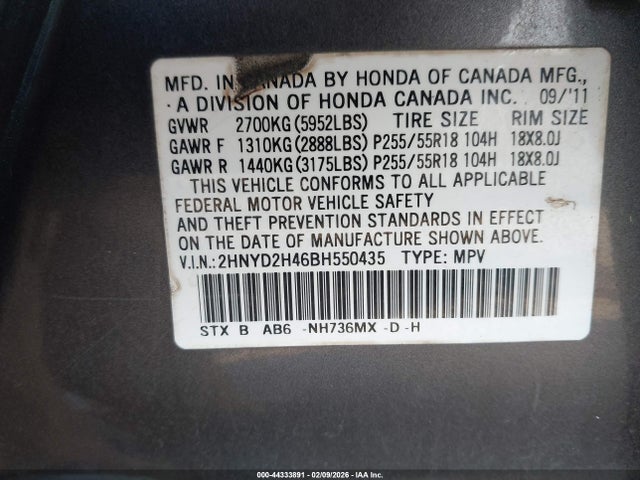 MFD. IN CANADA BY HONDA OF CANADA MFG.,
A DIVISION OF HONDA CANADA INC. 09/'11
GVWR 2700KG(5952LBS) TIRE SIZE RIM SIZE
GAWR F 1310KG(2888LBS) P255/55R18 104H 18X8.0J
GAWR R 1440KG(3175LBS) P255/55R18 104H 18X8.0J
THIS VEHICLE CONFORMS TO ALL APPLICABLE
FEDERAL MOTOR VEHICLE SAFETY
AND THEFT PREVENTION STANDARDS IN EFFECT
ON THE DATE OF MANUFACTURE SHOWN ABOVE.
V.I.N.:2HNYD2H46BH550435 TYPE: MPV
STX B AB6 -NH736MX -D -H
000-44333891 - 02/09/2026 - IAA Inc.